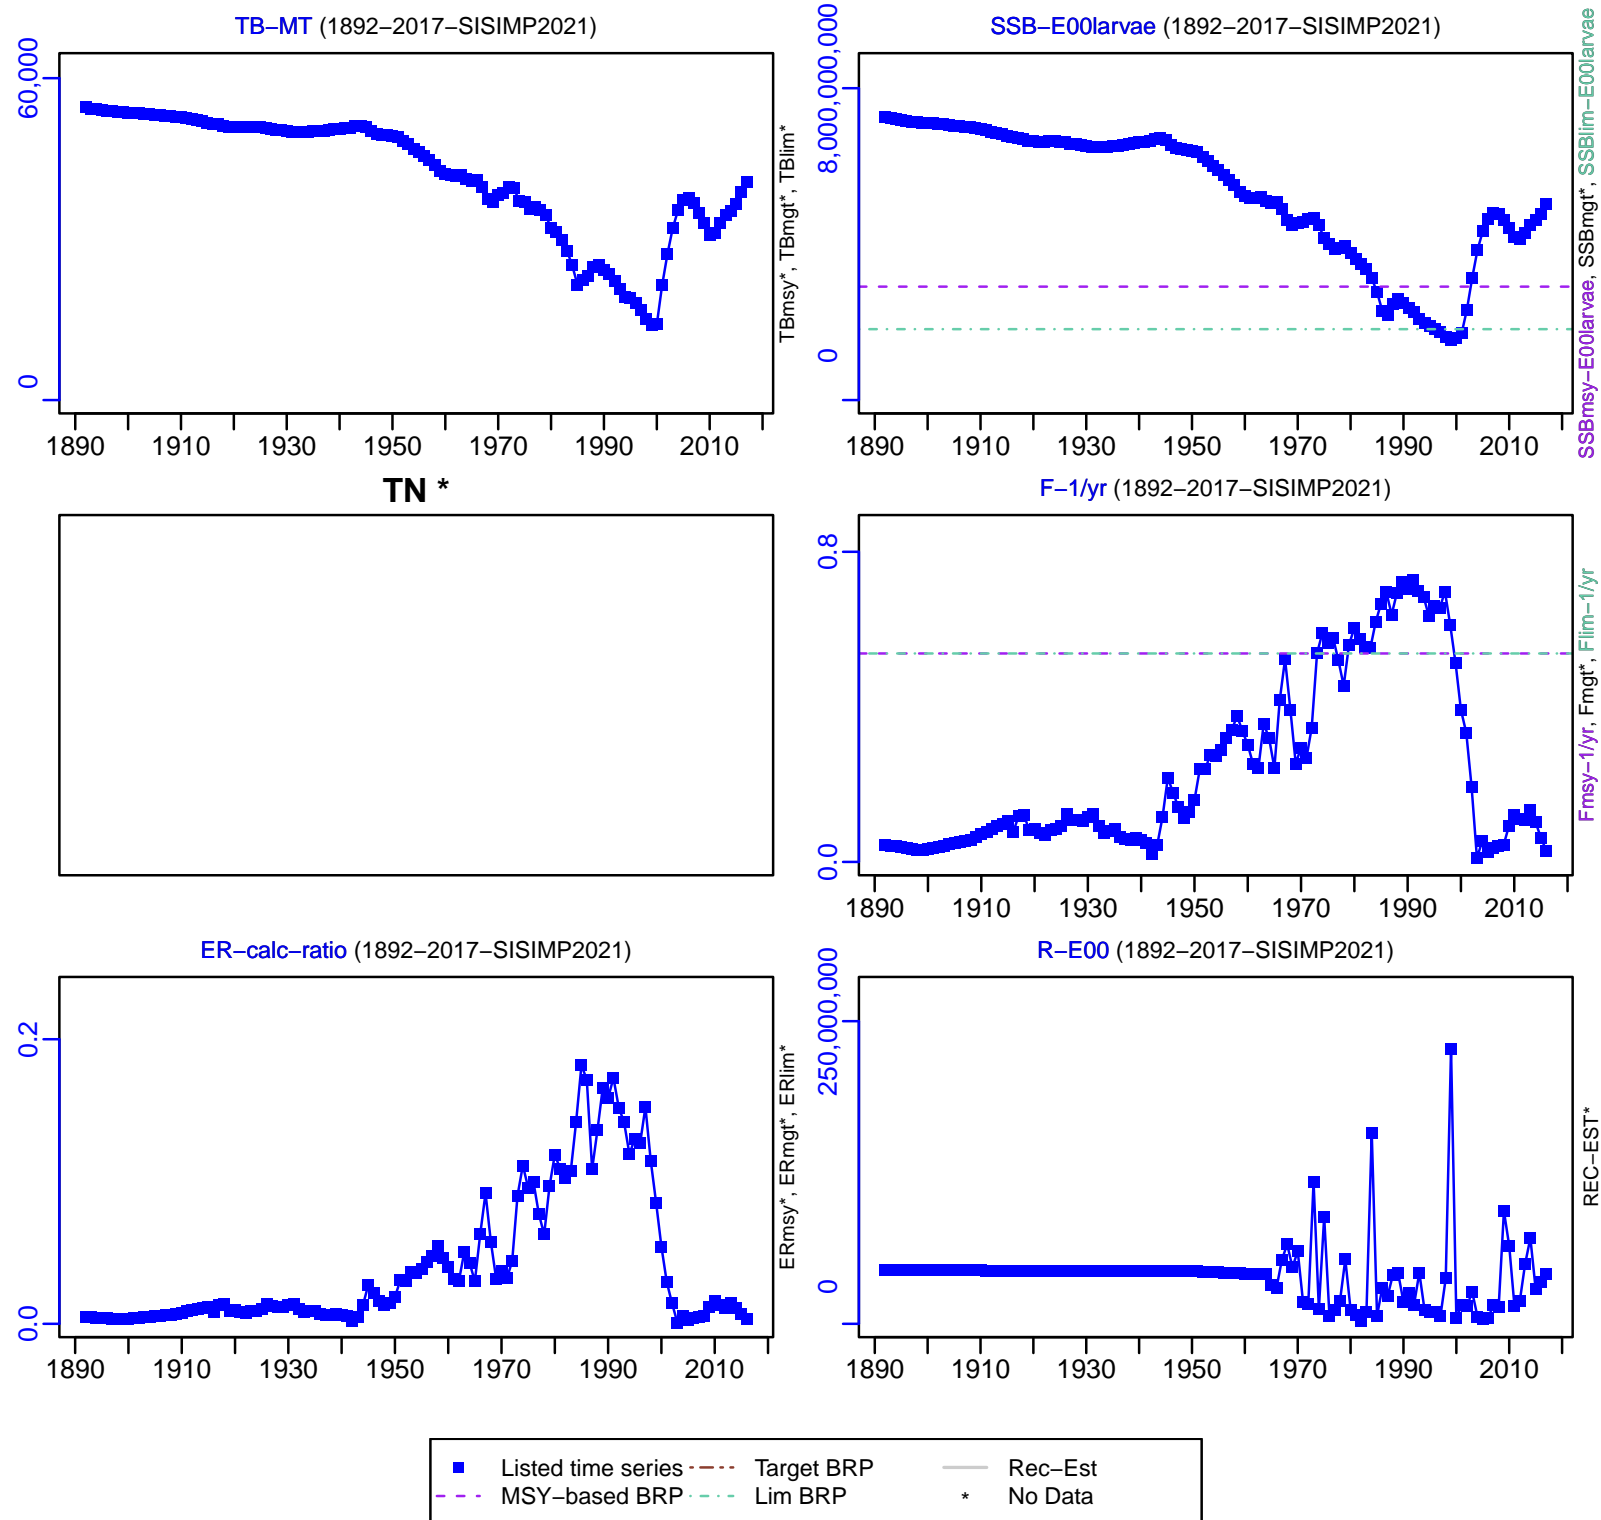 TB−MT (1892−2017−SISIMP2021)
60,000
0
1890 1910 1930 1950 1970 1990 2010
TBmsy*, TBmgt*, TBlim*
SSB−E00larvae (1892−2017−SISIMP2021)
8,000,000
0
1890 1910 1930 1950 1970 1990 2010
SSBmsy−E00larvae, SSBmgt*, SSBlim−E00larvae
TN *
F−1/yr (1892−2017−SISIMP2021)
0.8
0.0
1890 1910 1930 1950 1970 1990 2010
Fmsy−1/yr, Fmgt*, Flim−1/yr
ER−calc−ratio (1892−2017−SISIMP2021)
0.2
0.0
1890 1910 1930 1950 1970 1990 2010
ERmsy*, ERmgt*, ERlim*
R−E00 (1892−2017−SISIMP2021)
250,000,000
0
1890 1910 1930 1950 1970 1990 2010
REC−EST*
Listed time series Target BRP Rec−Est
MSY−based BRP Lim BRP * No Data